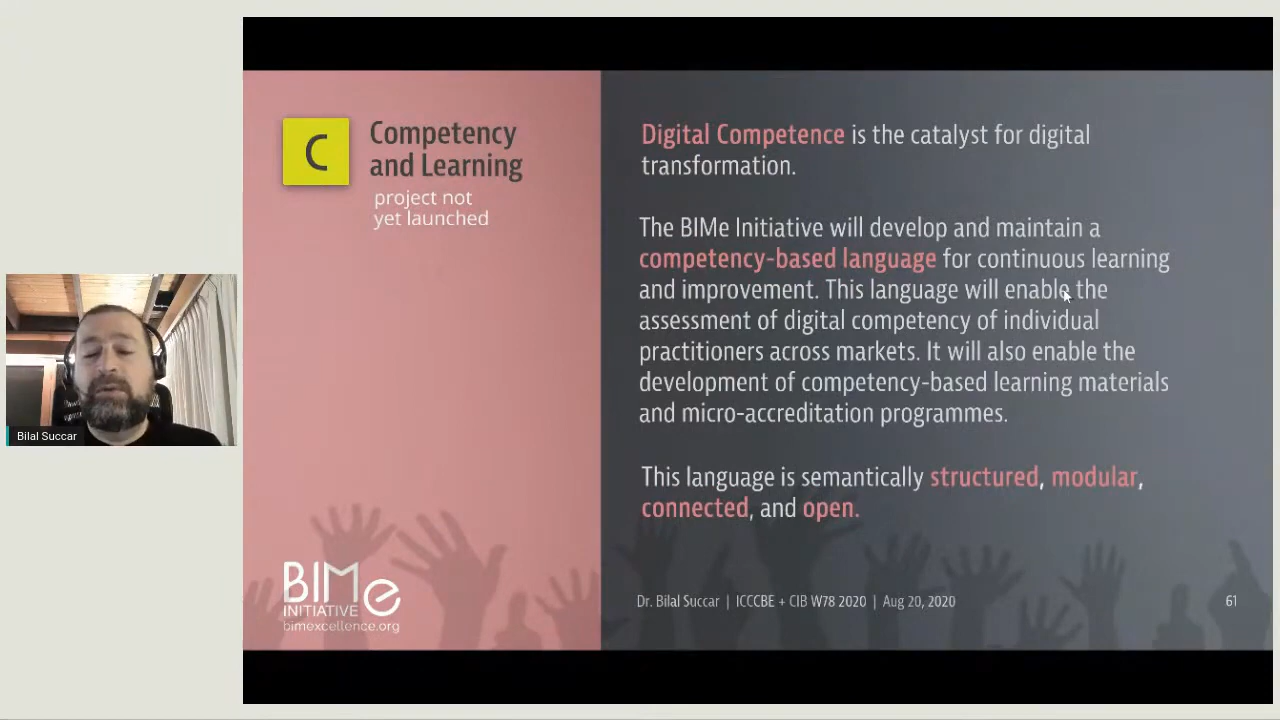 C
Competency
and Learning
project not
yet launched
Digital Competence is the catalyst for digital
transformation.
The BIMe Initiative will develop and maintain a
competency-based language for continuous learning
and improvement. This language will enable the
assessment of digital competency of individual
practitioners across markets. It will also enable the
development of competency-based learning materials
and micro-accreditation programmes.
This language is semantically structured, modular,
connected, and open.
Bilal Succar
BIMe
INITIATIVE
bimexcellence.org
Dr. Bilal Succar | ICCCBE + CIB W78 2020 | Aug 20, 2020
61